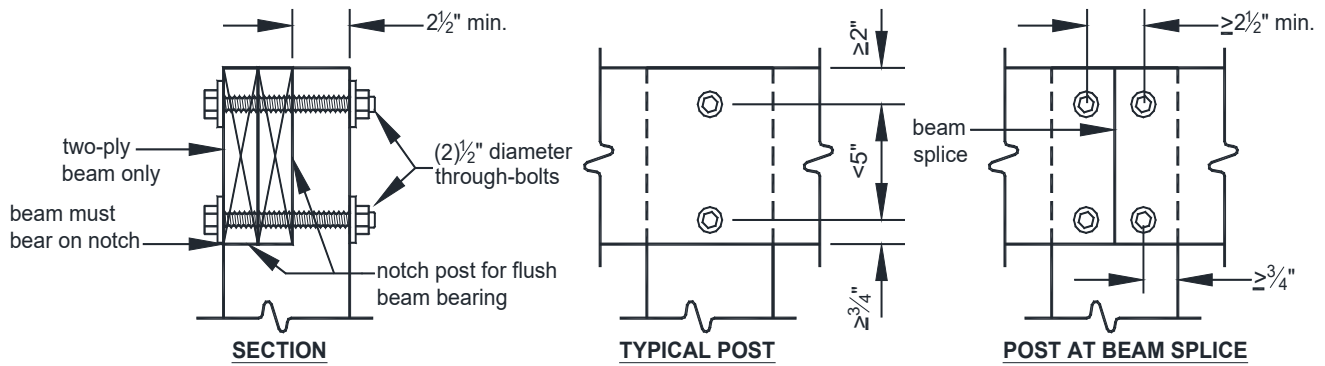 2½" min.
two-ply
beam only
beam must
bear on notch
(2)½" diameter
through-bolts
notch post for flush
beam bearing
SECTION
≥2"
<5"
≥¾"
TYPICAL POST
≥2½" min.
beam
splice
≥¾"
POST AT BEAM SPLICE